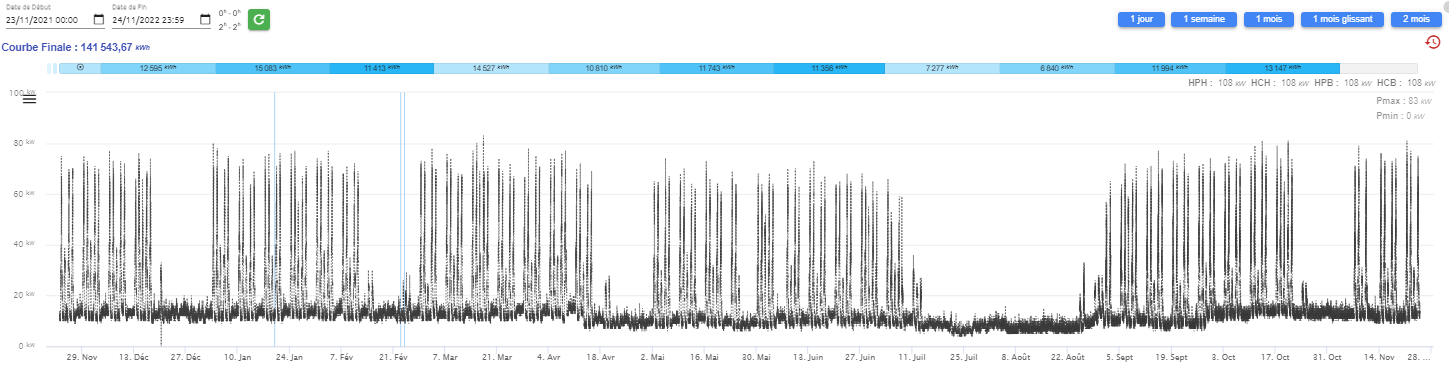 Date de Début
23/11/2021 00:00
Date de Fin
24/11/2022 23:59
0h - 0h
2h - 2h
1 jour
1 semaine
1 mois
1 mois glissant
2 mois
Courbe Finale : 141 543,67 kWh
12 595 kWh
15 083 kWh
11 413 kWh
14 527 kWh
10 810 kWh
11 743 kWh
11 356 kWh
7 277 kWh
6 840 kWh
11 994 kWh
13 147 kWh
HPH : 108 kW HCH : 108 kW HPB : 108 kW HCB : 108 kW
Pmax : 83 kW
Pmin : 0 kW
100 kW
80 kW
60 kW
40 kW
20 kW
0 kW
29. Nov
13. Déc
27. Déc
10. Jan
24. Jan
7. Fév
21. Fév
7. Mar
21. Mar
4. Avr
18. Avr
2. Mai
16. Mai
30. Mai
13. Juin
27. Juin
11. Juil
25. Juil
8. Août
22. Août
5. Sept
19. Sept
3. Oct
17. Oct
31. Oct
14. Nov
28. ...